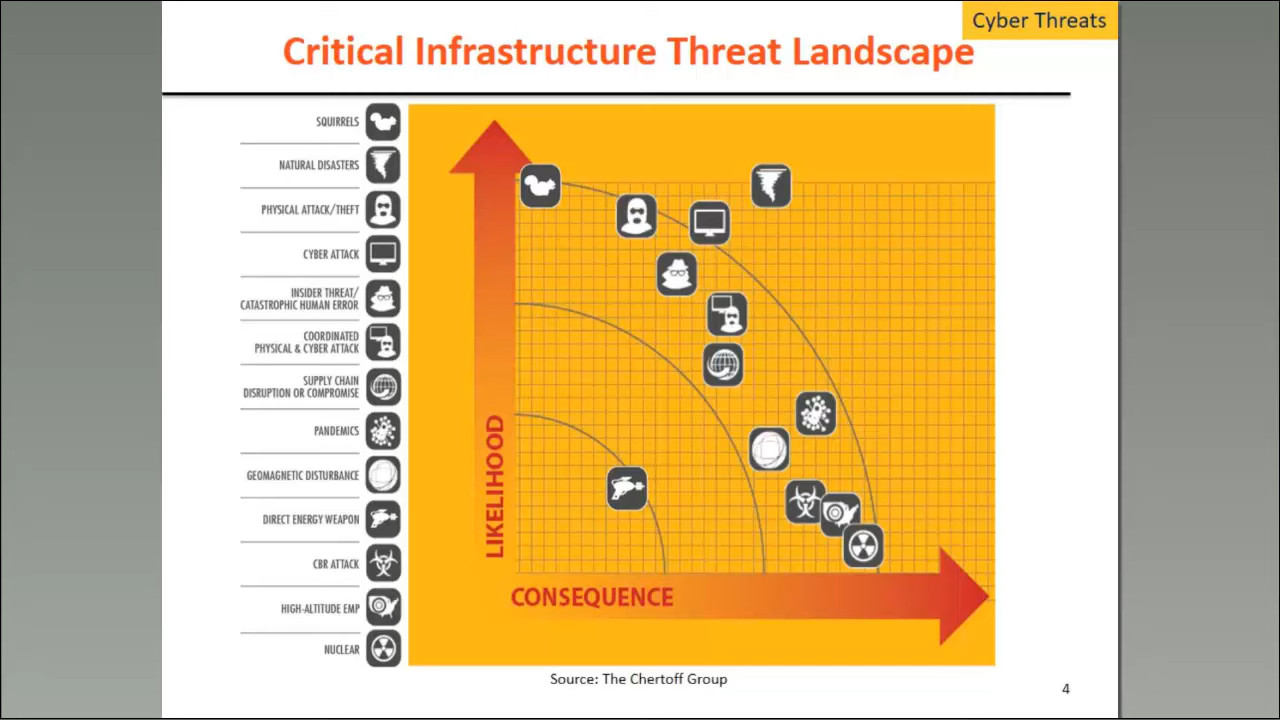 Cyber Threats
Critical Infrastructure Threat Landscape
SQUIRRELS
NATURAL DISASTERS
PHYSICAL ATTACK/THEFT
CYBER ATTACK
INSIDER THREAT/
CATASTROPHIC HUMAN ERROR
COORDINATED
PHYSICAL & CYBER ATTACK
SUPPLY CHAIN
DISRUPTION OR COMPROMISE
PANDEMICS
GEOMAGNETIC DISTURBANCE
DIRECT ENERGY WEAPON
CBR ATTACK
HIGH-ALTITUDE EMP
NUCLEAR
LIKELIHOOD
CONSEQUENCE
Source: The Chertoff Group
4